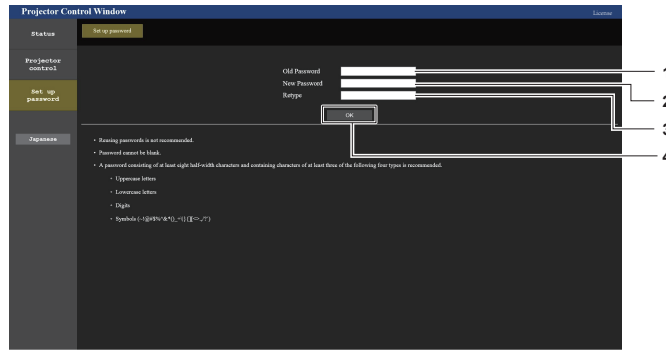 Projector Control Window
License
Status
Set up password
Projector
control
Set up
password
Japanese
Old Password
New Password
Retype
OK
1
2
3
4
• Reusing passwords is not recommended.
• Password cannot be blank.
• A password consisting of at least eight half-width characters and containing characters of at least three of the following four types is recommended.
• Uppercase letters
• Lowercase letters
• Digits